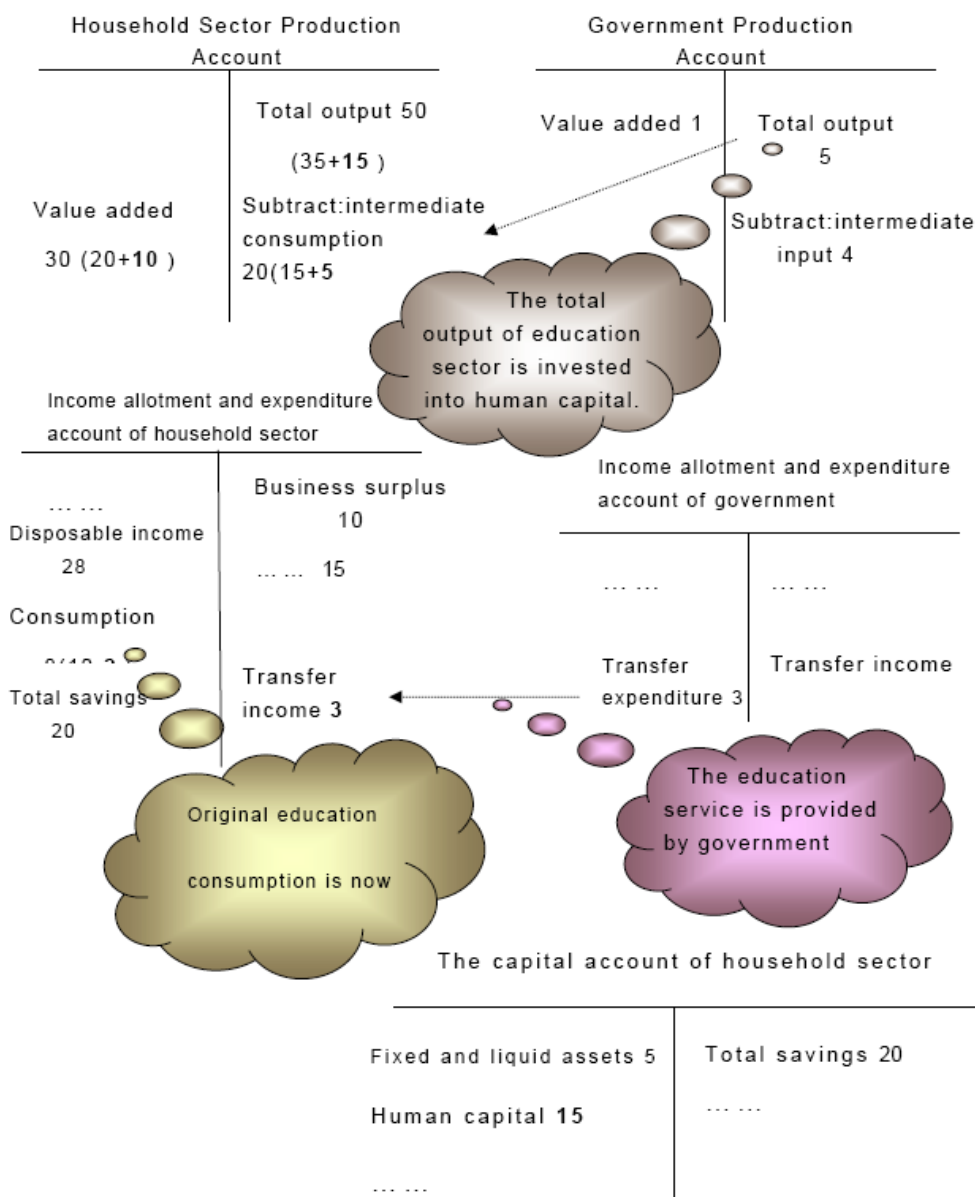 Household Sector Production
Account
Total output 50
(35+15 )
Value added
30 (20+10 )
Subtract:intermediate
consumption
20(15+5
Government Production
Account
Value added 1
Total output
5
Subtract:intermediate
input 4
The total
output of education
sector is invested
into human capital.
Income allotment and expenditure
account of household sector
... ...
Disposable income
28
Consumption
Total savings
20
Business surplus
10
... ... 15
Transfer
income 3
Income allotment and expenditure
account of government
... ...
Transfer
expenditure 3
... ...
Transfer income
Original education
consumption is now
The education
service is provided
by government
The capital account of household sector
Fixed and liquid assets 5
Human capital 15
... ...
Total savings 20
... ...